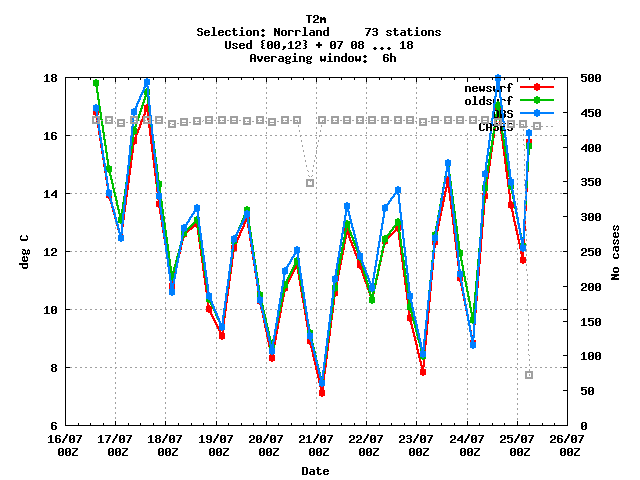 T2m
Selection: Norrland     73 stations
Used {00,12} + 07 08 ... 18
Averaging window:  6h
newsurf
oldsurf
OBS
CASES
deg C
No cases
18
16
14
12
10
8
6
500
450
400
350
300
250
200
150
100
50
0
16/07 17/07 18/07 19/07 20/07 21/07 22/07 23/07 24/07 25/07 26/07
00Z 00Z 00Z 00Z 00Z 00Z 00Z 00Z 00Z 00Z 00Z
Date